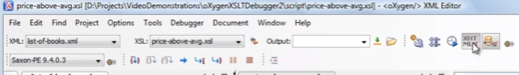 price-above-avg.xsl [D:\Projects\VideoDemonstrations\oXygenXSLTDebugger2\script\price-above-avg.xsl] - <oXygen/> XML Editor
File Edit Find Project Options Tools Debugger Document Window Help
XML: list-of-books.xml XSL: price-above-avg.xsl Output:
Saxon-PE 9.4.0.3